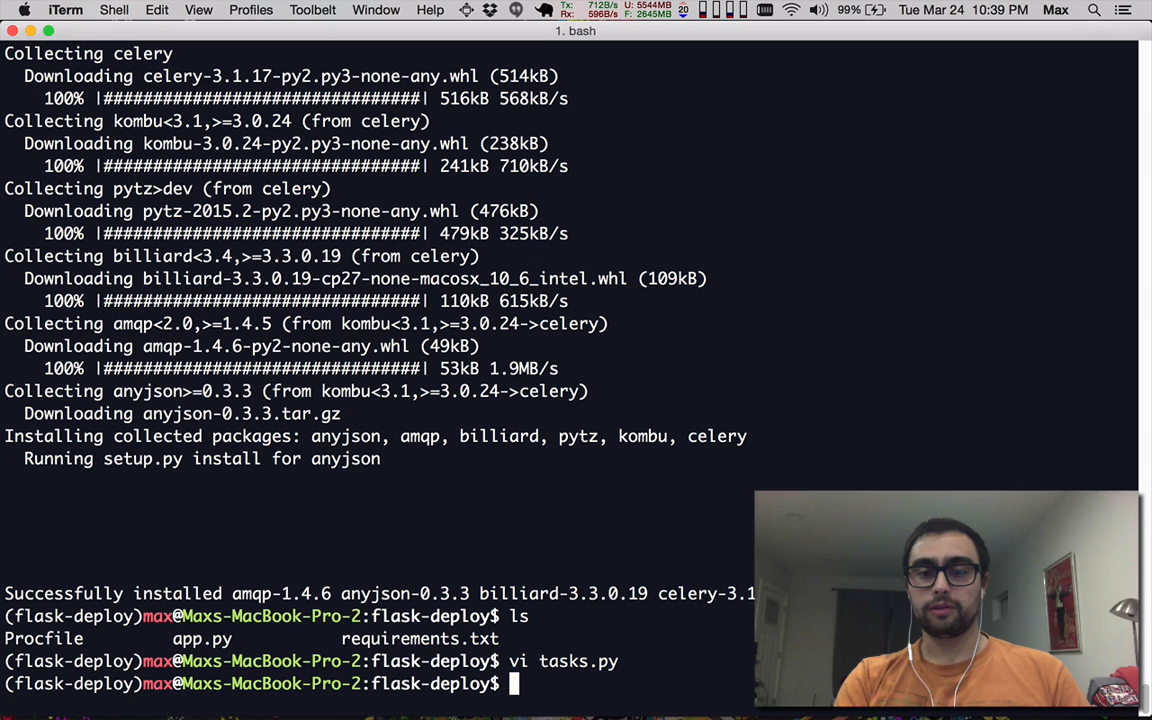 iTerm Shell Edit View Profiles Toolbelt Window Help Tx: 712B/s Rx: 596B/s U: 5544MB F: 2645MB 20 99% Tue Mar 24 10:39 PM Max
1. bash
Collecting celery
Downloading celery-3.1.17-py2.py3-none-any.whl (514kB)
100% |################################| 516kB 568kB/s
Collecting kombu<3.1,>=3.0.24 (from celery)
Downloading kombu-3.0.24-py2.py3-none-any.whl (238kB)
100% |################################| 241kB 710kB/s
Collecting pytz>dev (from celery)
Downloading pytz-2015.2-py2.py3-none-any.whl (476kB)
100% |################################| 479kB 325kB/s
Collecting billiard<3.4,>=3.3.0.19 (from celery)
Downloading billiard-3.3.0.19-cp27-none-macosx_10_6_intel.whl (109kB)
100% |################################| 110kB 615kB/s
Collecting amqp<2.0,>=1.4.5 (from kombu<3.1,>=3.0.24->celery)
Downloading amqp-1.4.6-py2-none-any.whl (49kB)
100% |################################| 53kB 1.9MB/s
Collecting anyjson>=0.3.3 (from kombu<3.1,>=3.0.24->celery)
Downloading anyjson-0.3.3.tar.gz
Installing collected packages: anyjson, amqp, billiard, pytz, kombu, celery
Running setup.py install for anyjson
Successfully installed amqp-1.4.6 anyjson-0.3.3 billiard-3.3.0.19 celery-3.1
(flask-deploy)max@Maxs-MacBook-Pro-2:flask-deploy$ ls
Procfile app.py requirements.txt
(flask-deploy)max@Maxs-MacBook-Pro-2:flask-deploy$ vi tasks.py
(flask-deploy)max@Maxs-MacBook-Pro-2:flask-deploy$